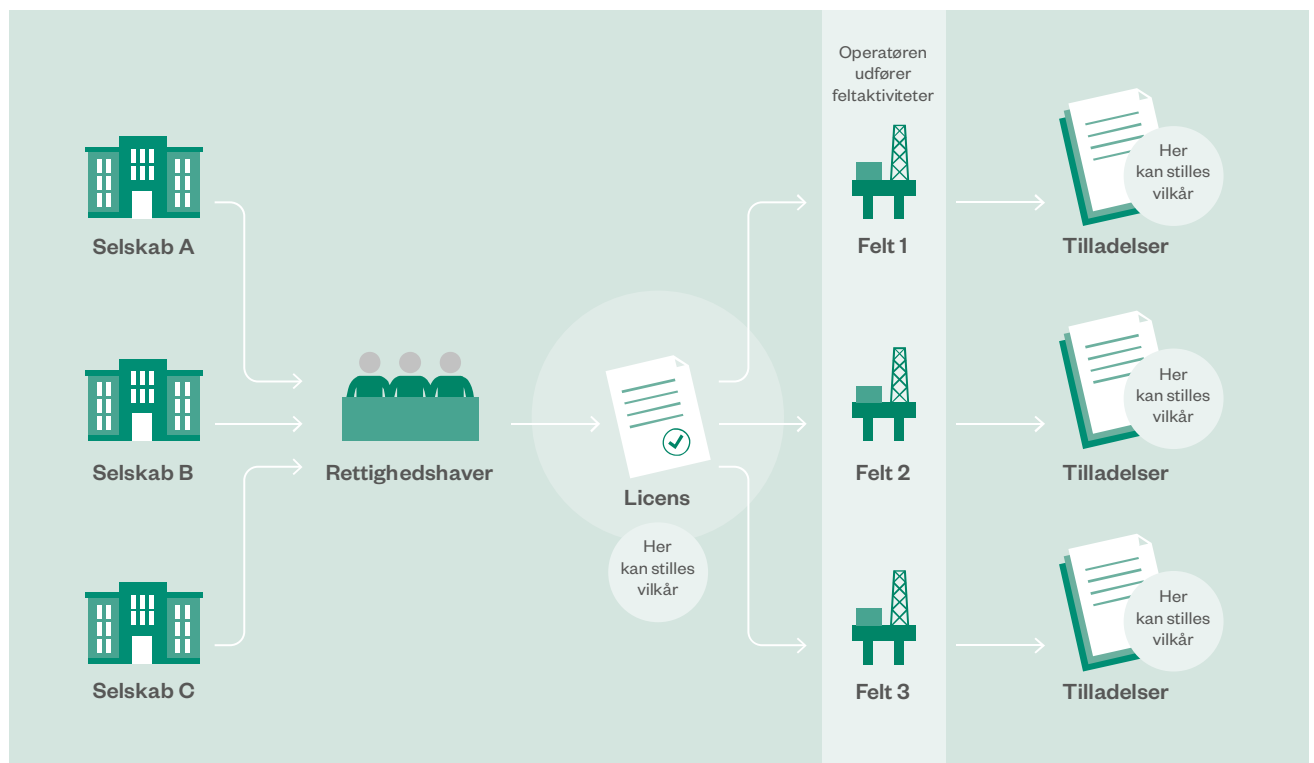 Operatøren
udfører
feltaktiviteter
Her
kan stilles
vilkår
Selskab A
Felt 1
Tilladelser
Her
kan stilles
vilkår
Selskab B
Rettighedshaver
Licens
Felt 2
Tilladelser
Her
kan stilles
vilkår
Her
kan stilles
vilkår
Selskab C
Felt 3
Tilladelser